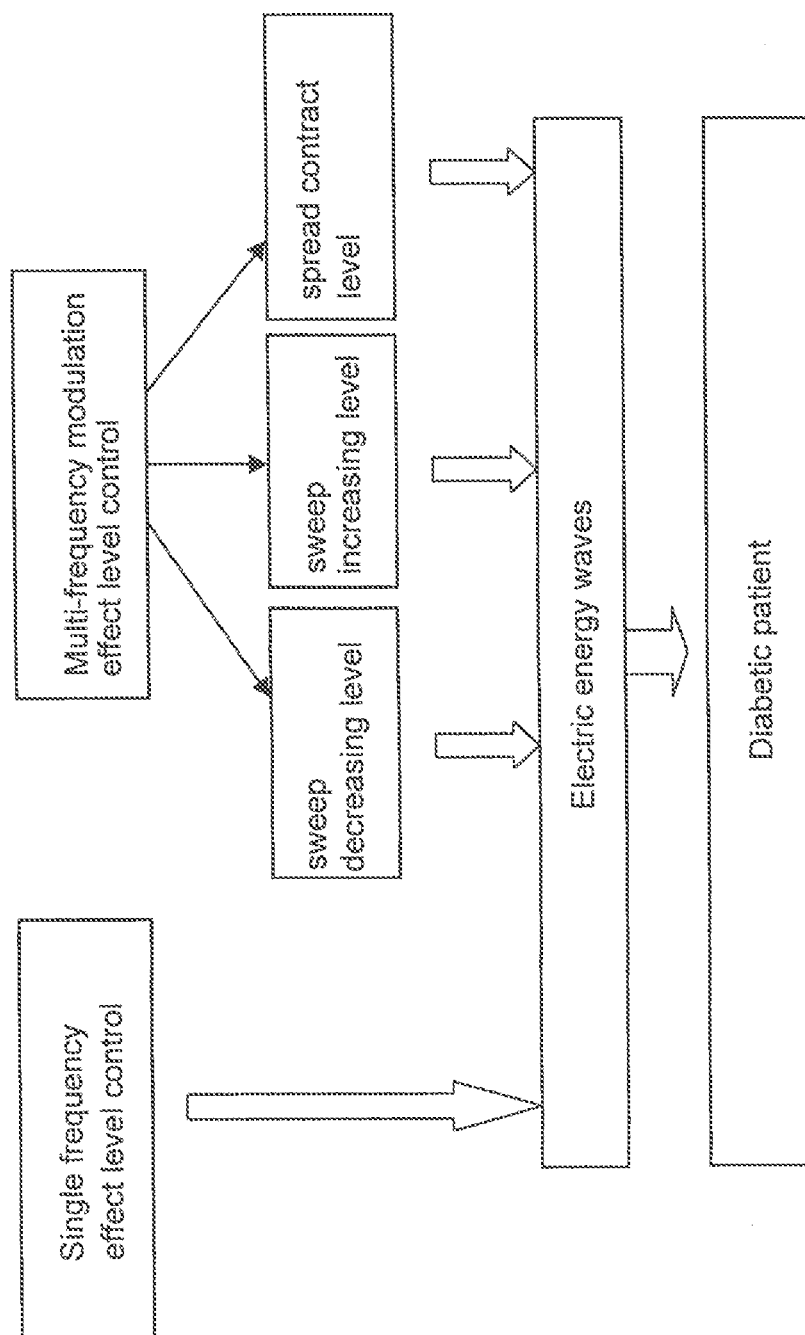 Single frequency
effect level control
Multi-frequency modulation
effect level control
sweep
decreasing level
sweep
increasing level
spread contract
level
Electric energy waves
Diabetic patient